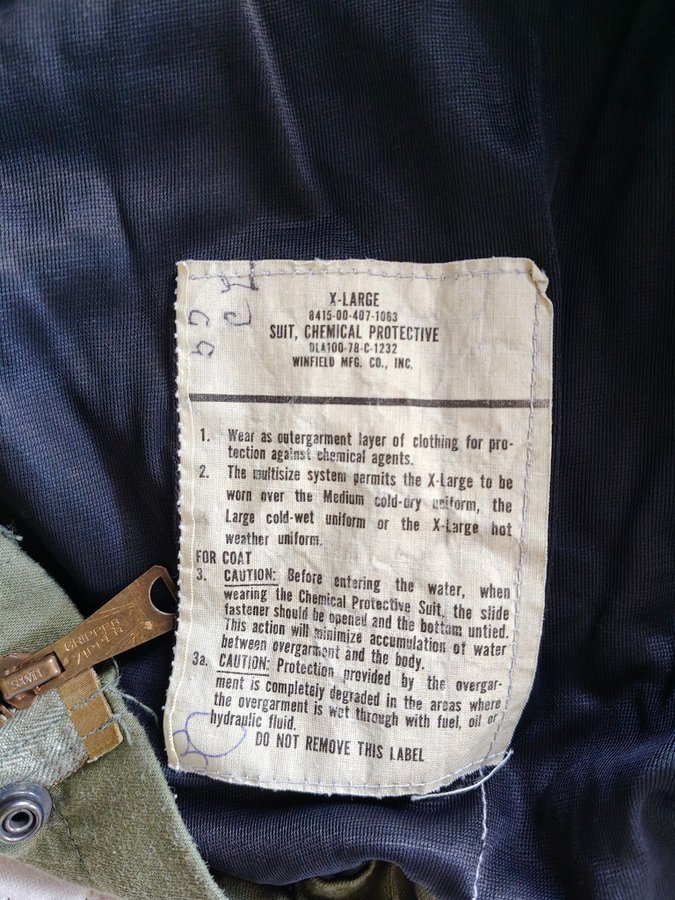 X-LARGE
8415-00-407-1063
SUIT, CHEMICAL PROTECTIVE
DLA100-78-C-1232
WINFIELD MFG. CO., INC.
1. Wear as outergarment layer of clothing for pro-
tection against chemical agents.
2. The multisize system permits the X-Large to be
worn over the Medium cold-dry uniform, the
Large cold-wet uniform or the X-Large hot
weather uniform.
FOR COAT
3. CAUTION: Before entering the water, when
wearing the Chemical Protective Suit, the slide
fastener should be opened and the bottom untied.
This action will minimize accumulation of water
between overgarment and the body.
3a. CAUTION: Protection provided by the overgar-
ment is completely degraded in the areas where
the overgarment is wet through with fuel, oil or
hydraulic fluid.
DO NOT REMOVE THIS LABEL
GRIPPER
ZIPPER